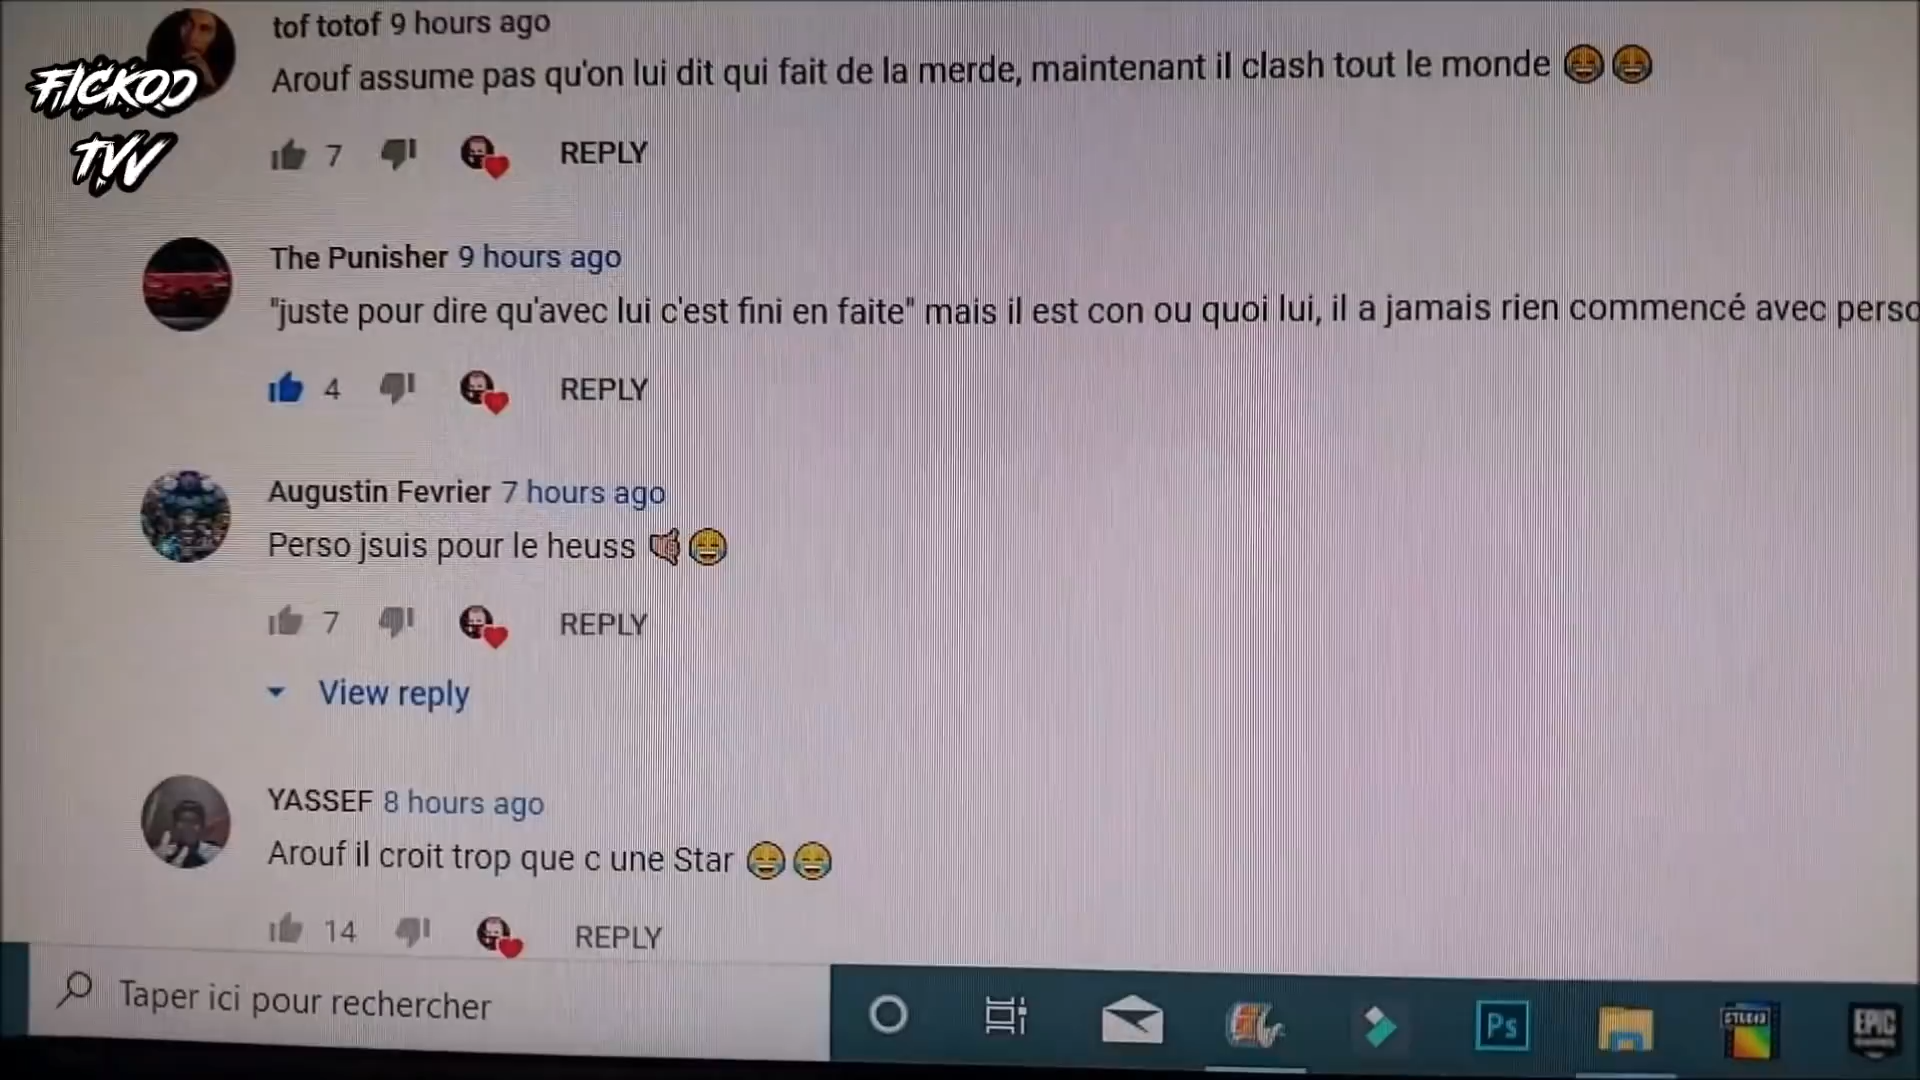 tof totof 9 hours ago
Arouf assume pas qu'on lui dit qui fait de la merde, maintenant il clash tout le monde 😂😂
7 REPLY
FICKOD
TVV
The Punisher 9 hours ago
"juste pour dire qu'avec lui c'est fini en faite" mais il est con ou quoi lui, il a jamais rien commencé avec perso
4 REPLY
Augustin Fevrier 7 hours ago
Perso jsuis pour le heuss 🤙😂
7 REPLY
View reply
YASSEF 8 hours ago
Arouf il croit trop que c une Star 😂😂
14 REPLY
Taper ici pour rechercher
Ps
EPIC